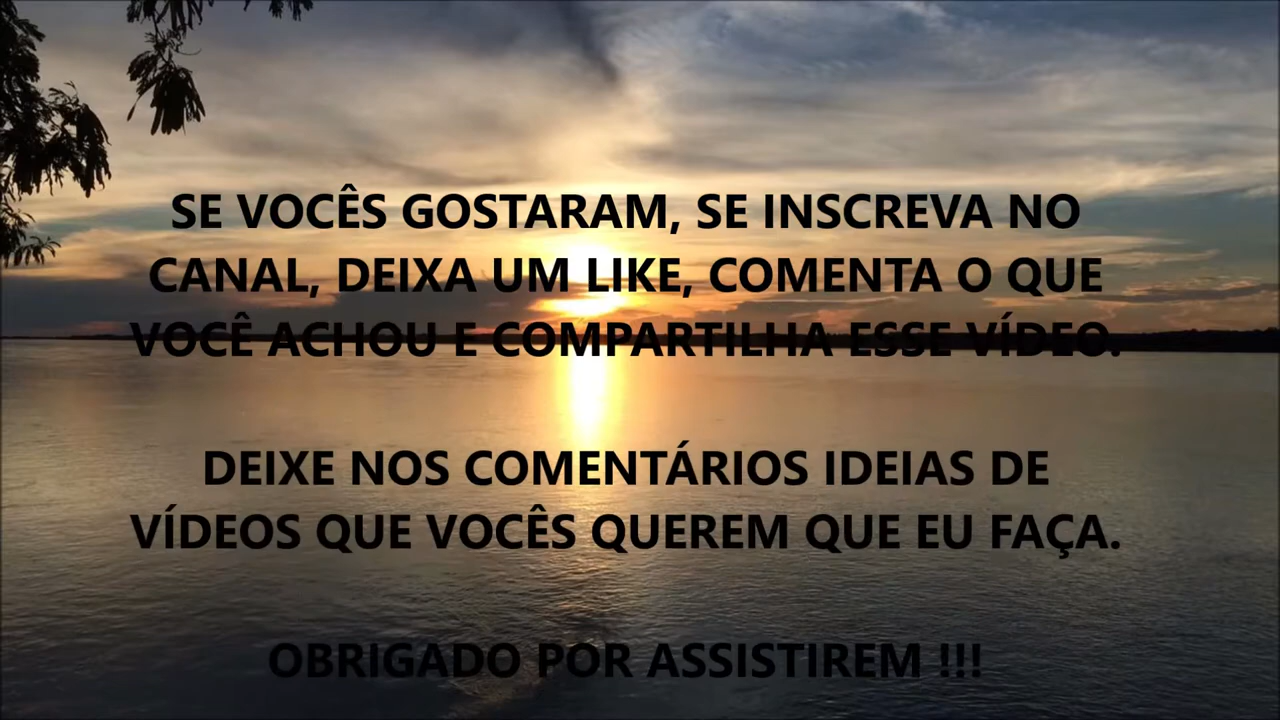 SE VOCÊS GOSTARAM, SE INSCREVA NO
CANAL, DEIXA UM LIKE, COMENTA O QUE
VOCÊ ACHOU E COMPARTILHA ESSE VÍDEO.
DEIXE NOS COMENTÁRIOS IDEIAS DE
VÍDEOS QUE VOCÊS QUEREM QUE EU FAÇA.
OBRIGADO POR ASSISTIREM !!!